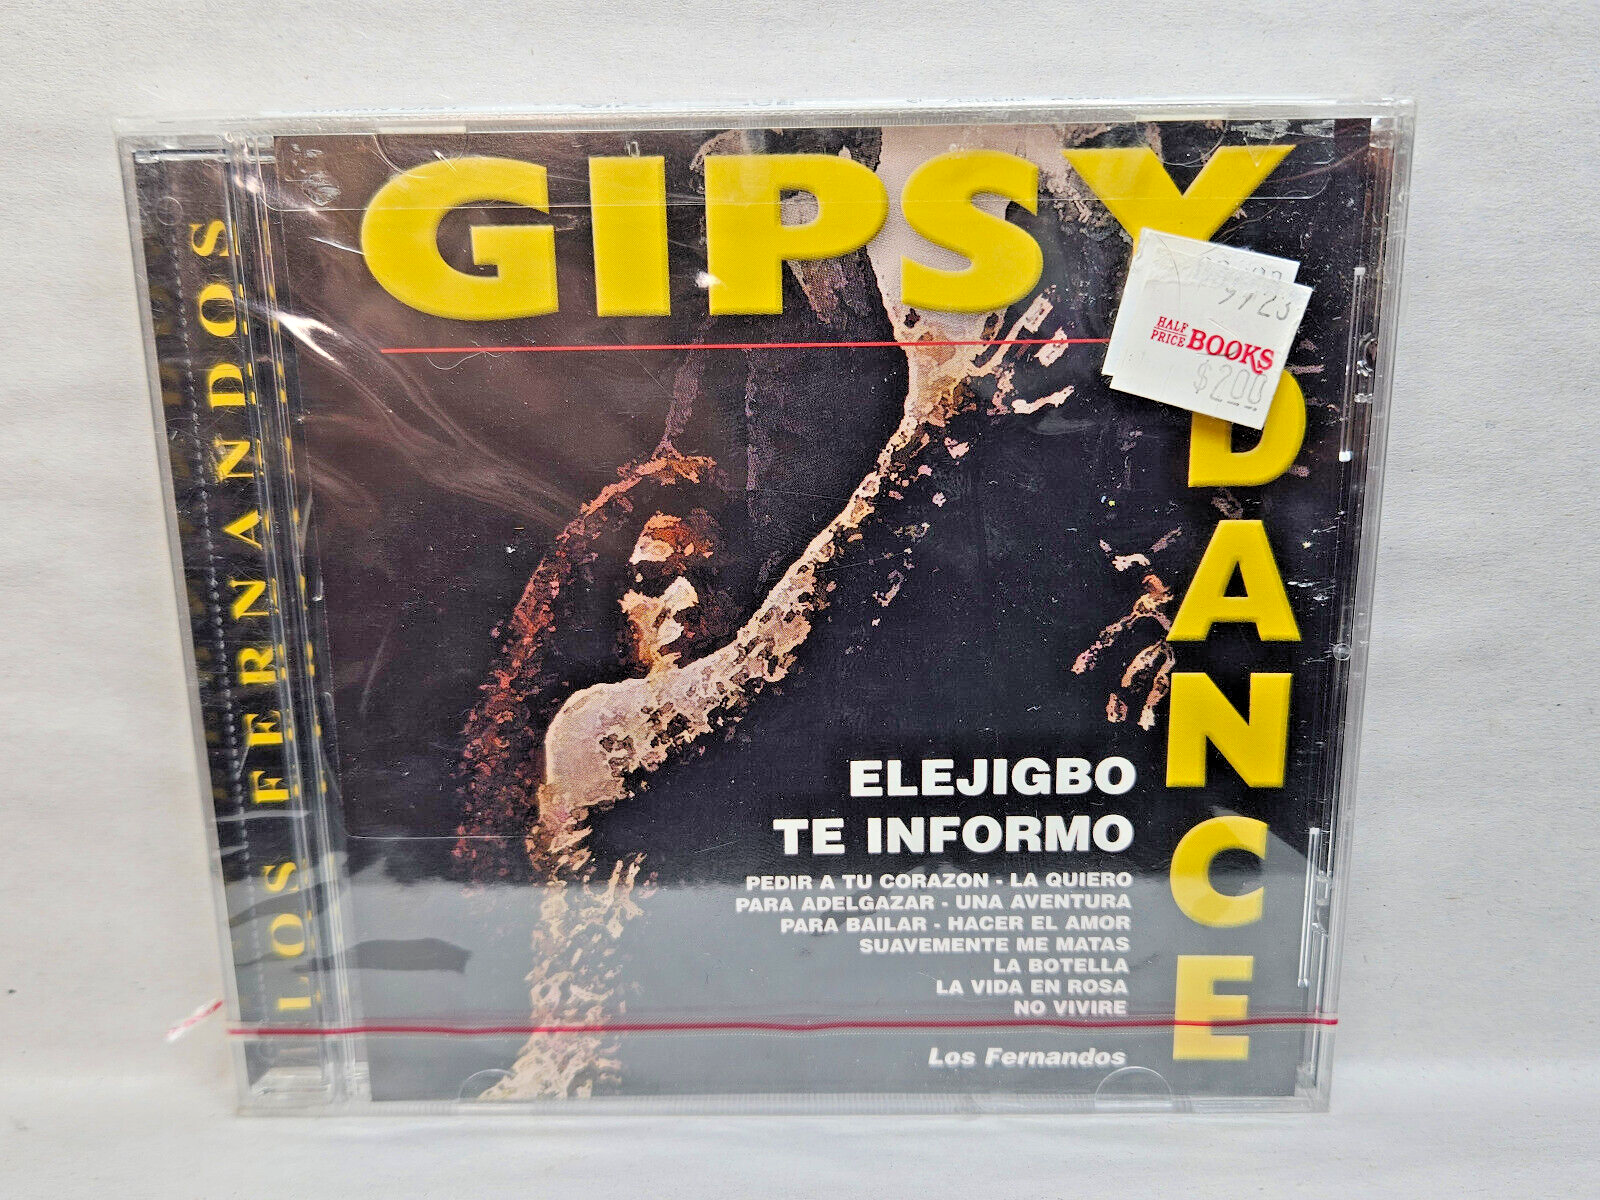 GIPSY
DANCE
HALF
PRICE
BOOKS
$2.00
LOS FERNANDOS
ELEJIGBO
TE INFORMO
PEDIR A TU CORAZON - LA QUIERO
PARA ADELGAZAR - UNA AVENTURA
PARA BAILAR - HACER EL AMOR
SUAVEMENTE ME MATAS
LA BOTELLA
LA VIDA EN ROSA
NO VIVIRE
Los Fernandos